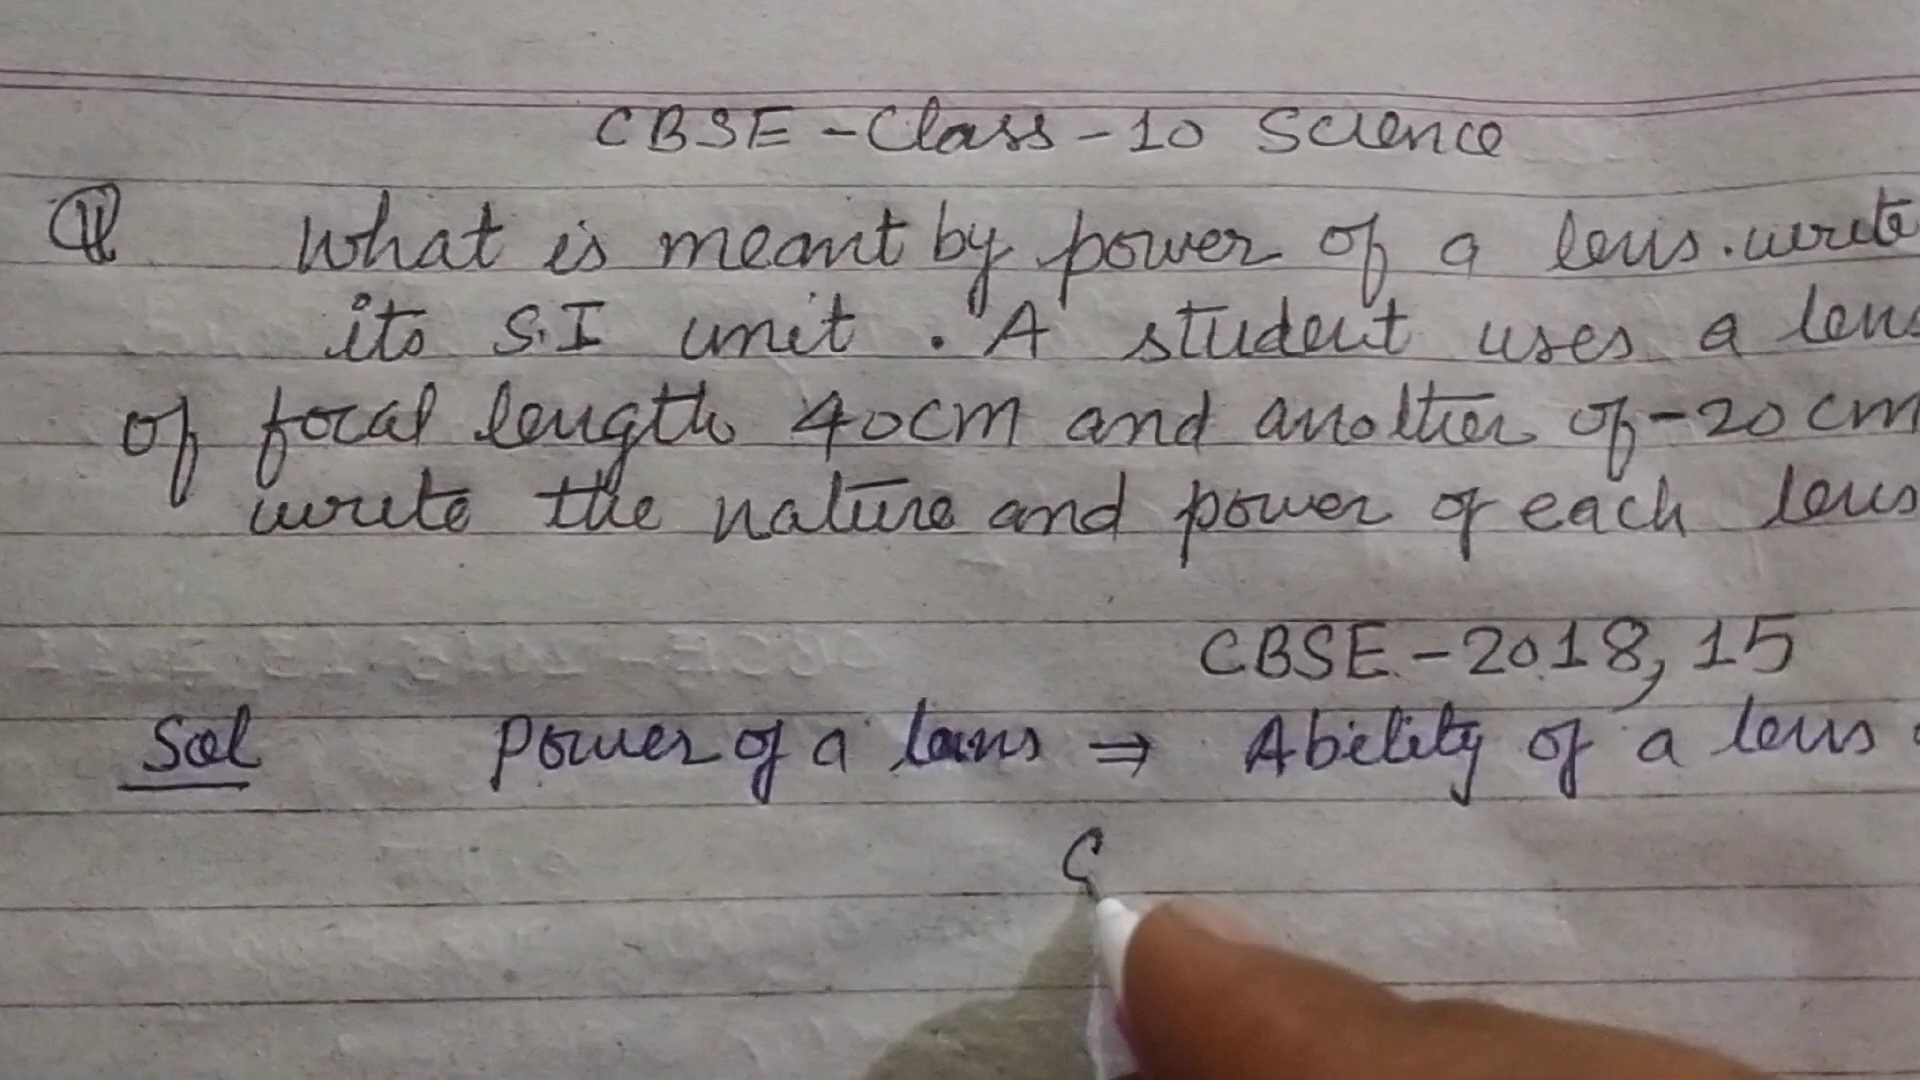 CBSE - Class - 10 Science
Q What is meant by power of a lens. write
its S.I unit. A student uses a lens
of focal length 40cm and another of -20 cm
write the nature and power of each lens
CBSE - 2018, 15
Sol Power of a lens ⇒ Ability of a lens
C